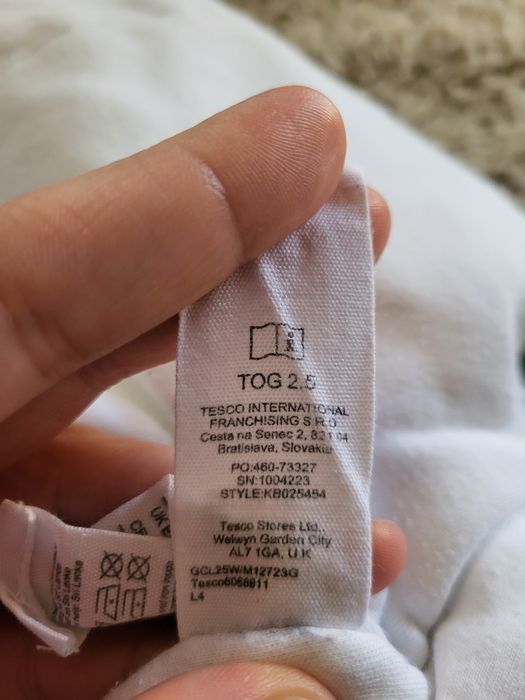 TOG 2.5
TESCO INTERNATIONAL
FRANCHISING S.R.O
Cesta na Senec 2, 821 04
Bratislava, Slovakia
PO:460-73327
SN:1004223
STYLE:KB025454
Tesco Stores Ltd.,
Welwyn Garden City
AL7 1GA, U.K
GCL25W/M12723G
L4